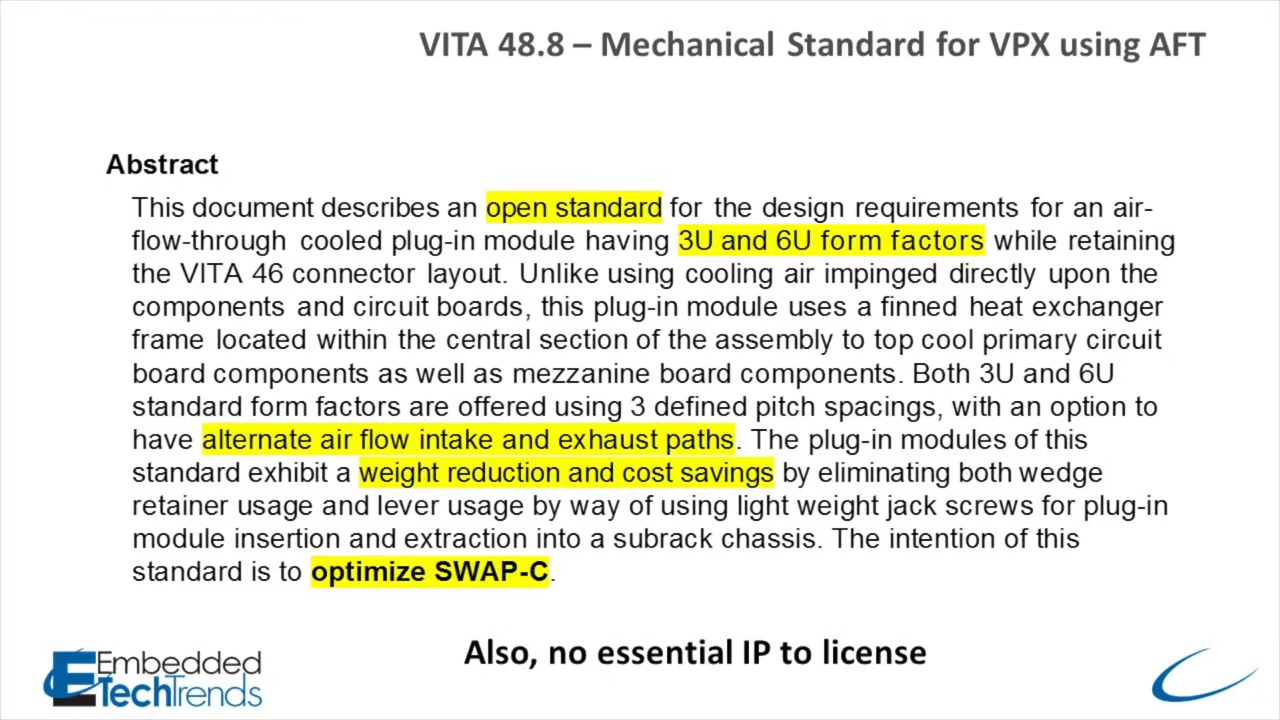 VITA 48.8 – Mechanical Standard for VPX using AFT
Abstract
This document describes an open standard for the design requirements for an air-
flow-through cooled plug-in module having 3U and 6U form factors while retaining
the VITA 46 connector layout. Unlike using cooling air impinged directly upon the
components and circuit boards, this plug-in module uses a finned heat exchanger
frame located within the central section of the assembly to top cool primary circuit
board components as well as mezzanine board components. Both 3U and 6U
standard form factors are offered using 3 defined pitch spacings, with an option to
have alternate air flow intake and exhaust paths. The plug-in modules of this
standard exhibit a weight reduction and cost savings by eliminating both wedge
retainer usage and lever usage by way of using light weight jack screws for plug-in
module insertion and extraction into a subrack chassis. The intention of this
standard is to optimize SWAP-C.
Also, no essential IP to license
Embedded
TechTrends